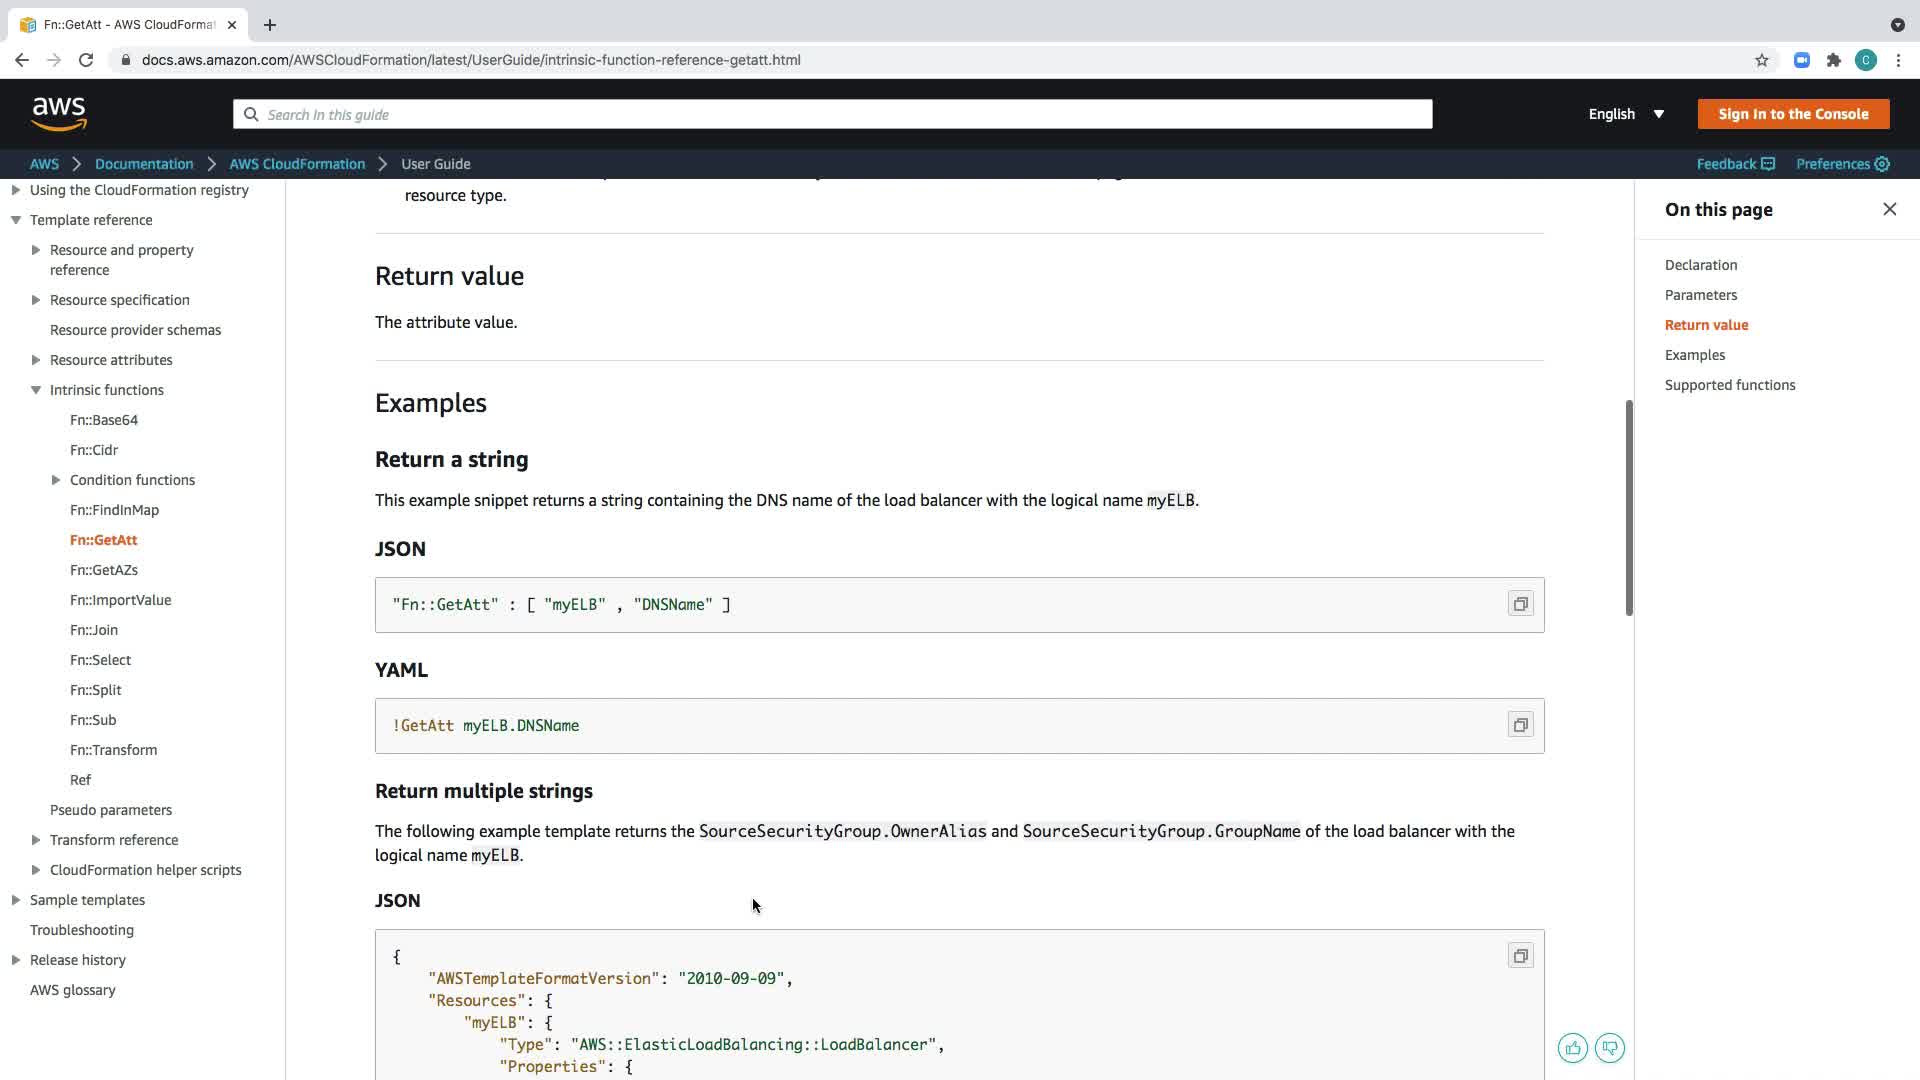 Fn::GetAtt - AWS CloudFormat
docs.aws.amazon.com/AWSCloudFormation/latest/UserGuide/intrinsic-function-reference-getatt.html
C
aws
Search in this guide
English
Sign In to the Console
AWS
Documentation
AWS CloudFormation
User Guide
Feedback
Preferences
Using the CloudFormation registry
Template reference
Resource and property
reference
Resource specification
Resource provider schemas
Resource attributes
Intrinsic functions
Fn::Base64
Fn::Cidr
Condition functions
Fn::FindInMap
Fn::GetAtt
Fn::GetAZs
Fn::ImportValue
Fn::Join
Fn::Select
Fn::Split
Fn::Sub
Fn::Transform
Ref
Pseudo parameters
Transform reference
CloudFormation helper scripts
Sample templates
Troubleshooting
Release history
AWS glossary
resource type.
Return value
The attribute value.
Examples
Return a string
This example snippet returns a string containing the DNS name of the load balancer with the logical name myELB.
JSON
"Fn::GetAtt" : [ "myELB" , "DNSName" ]
YAML
!GetAtt myELB.DNSName
Return multiple strings
The following example template returns the SourceSecurityGroup.OwnerAlias and SourceSecurityGroup.GroupName of the load balancer with the
logical name myELB.
JSON
{
"AWSTemplateFormatVersion": "2010-09-09",
"Resources": {
"myELB": {
"Type": "AWS::ElasticLoadBalancing::LoadBalancer",
"Properties": {
On this page
Declaration
Parameters
Return value
Examples
Supported functions